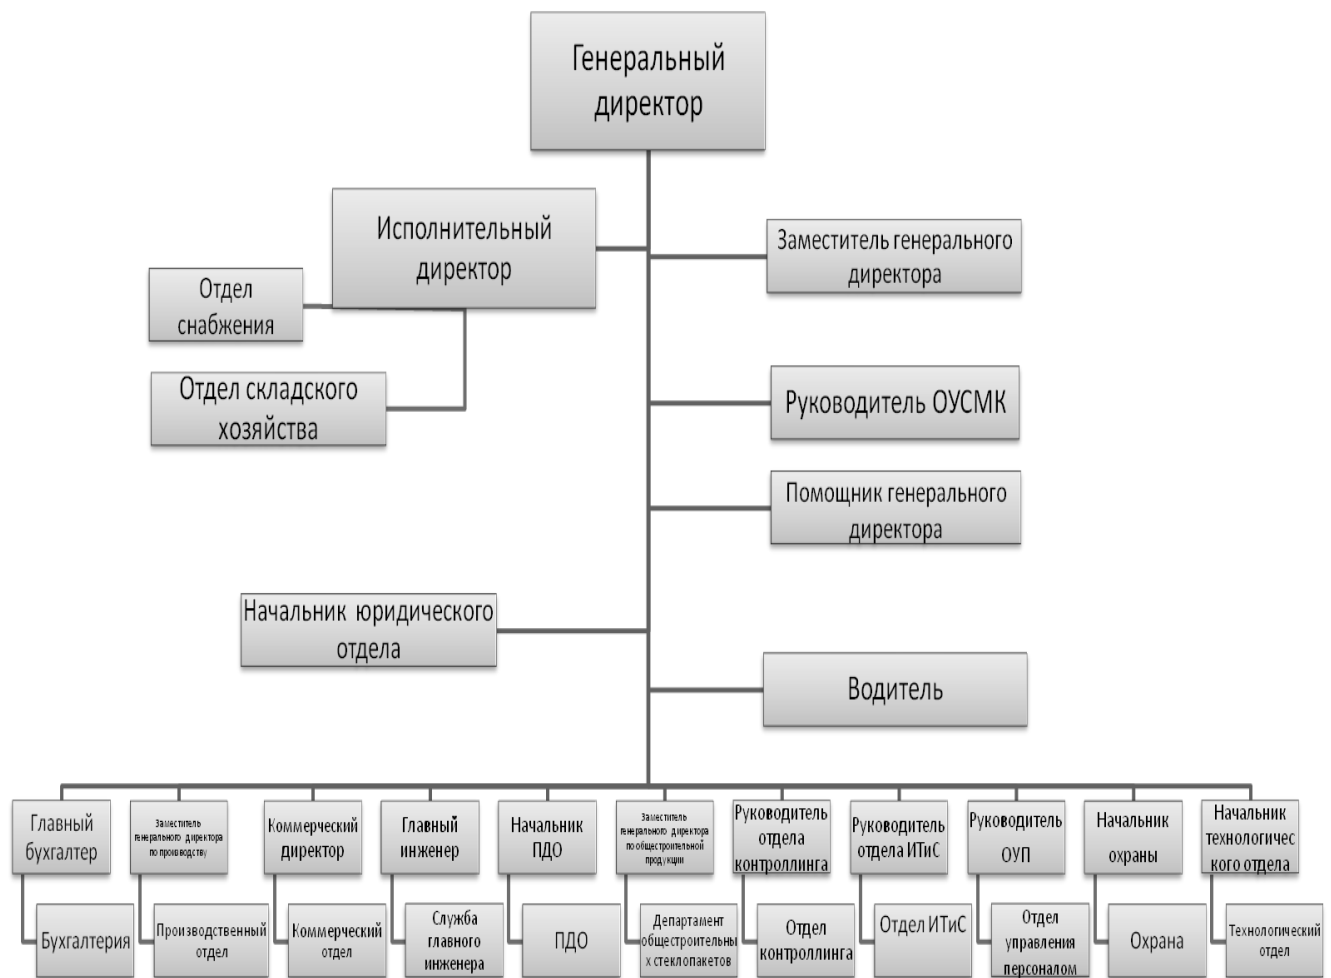 Генеральный
директор
Исполнительный
директор
Заместитель генерального
директора
Отдел
снабжения
Отдел складского
хозяйства
Руководитель ОУСМК
Помощник генерального
директора
Начальник юридического
отдела
Водитель
Главный
бухгалтер
Заместитель
генерального директора
по производству
Коммерческий
директор
Главный
инженер
Начальник
ПДО
Заместитель
генерального директора
по общестроительной
продукции
Руководитель
отдела
контроллинга
Руководитель
отдела ИТиС
Руководитель
ОУП
Начальник
охраны
Начальник
технологичес
кого отдела
Бухгалтерия
Производственный
отдел
Коммерческий
отдел
Служба
главного
инженера
ПДО
Департамент
общестроительны
х стеклопакетов
Отдел
контроллинга
Отдел ИТиС
Отдел
управления
персоналом
Охрана
Технологический
отдел